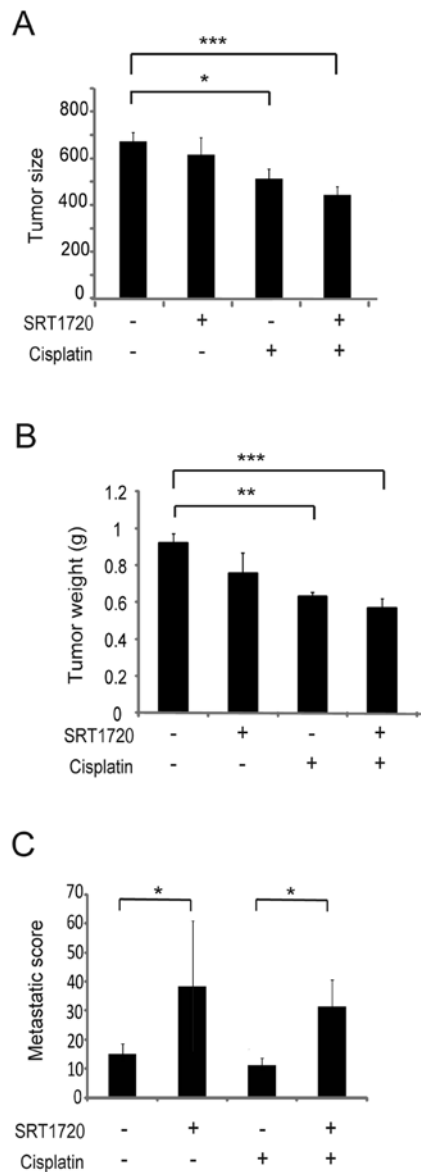 A
***
*
800
600
400
200
0
Tumor size
SRT1720 - + - +
Cisplatin - - + +
B
***
**
1.2
1
0.8
0.6
0.4
0.2
0
Tumor weight (g)
SRT1720 - + - +
Cisplatin - - + +
C
* *
70
60
50
40
30
20
10
0
Metastatic score
SRT1720 - + - +
Cisplatin - - + +